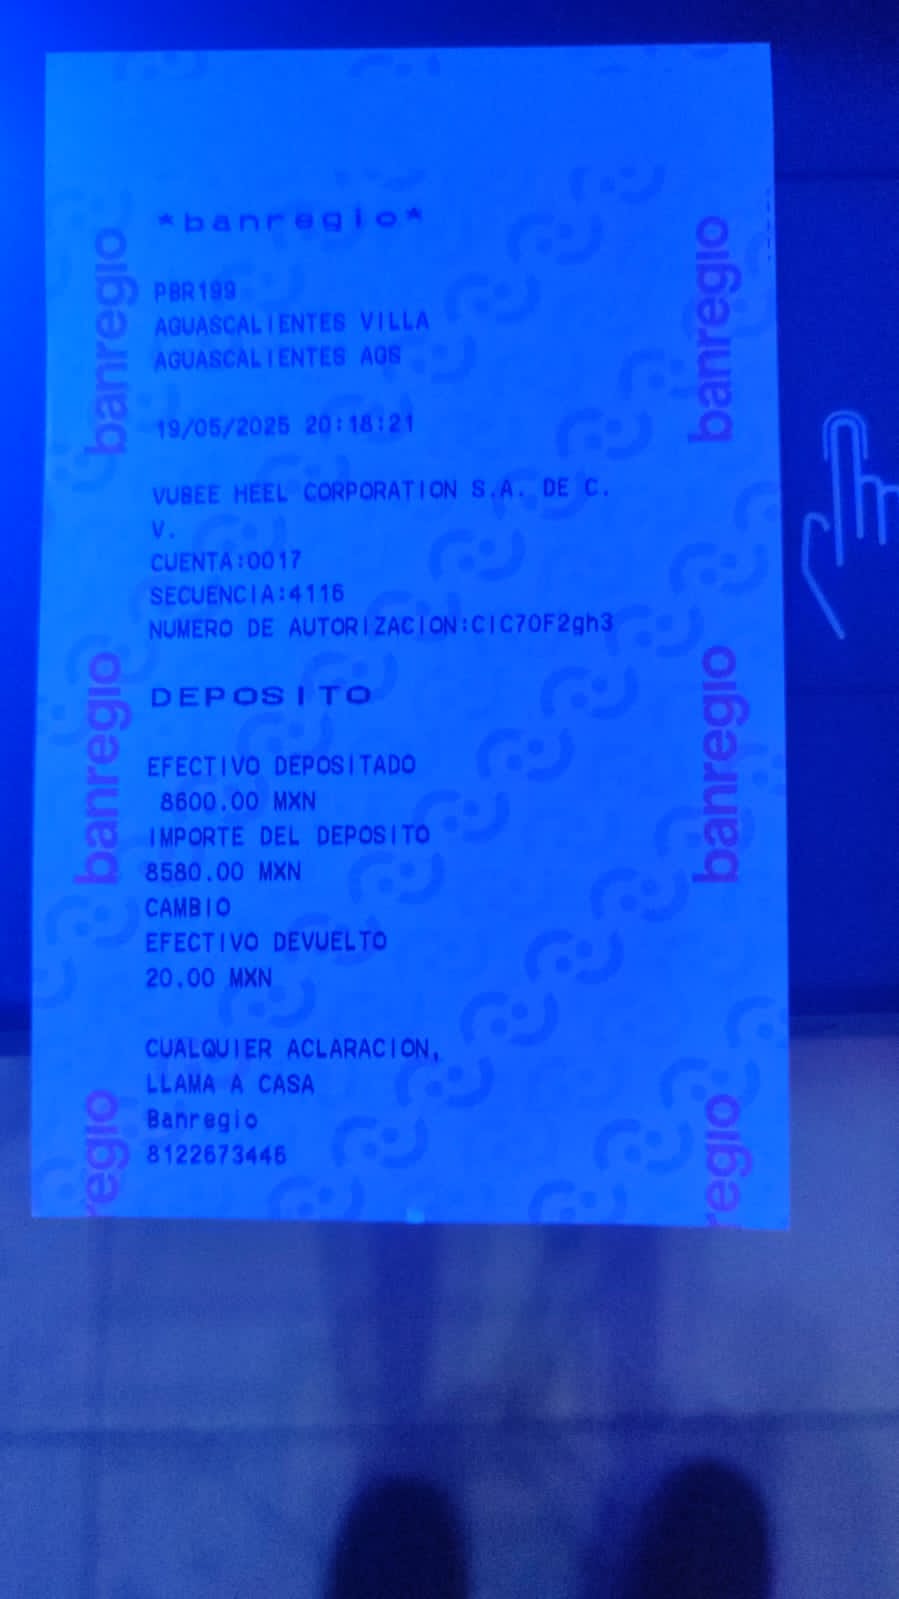 *banregio*
PBR199
AGUASCALIENTES VILLA
AGUASCALIENTES AGS
19/05/2025 20:18:21
VUBEE HEEL CORPORATION S.A. DE C.
V.
CUENTA:0017
SECUENCIA:4116
NUMERO DE AUTORIZACION:CIC70F2gh3
DEPOSITO
EFECTIVO DEPOSITADO
8600.00 MXN
IMPORTE DEL DEPOSITO
8580.00 MXN
CAMBIO
EFECTIVO DEVUELTO
20.00 MXN
CUALQUIER ACLARACION,
LLAMA A CASA
Banregio
8122673446
banregio
banregio
regio
banregio
banregio
regio